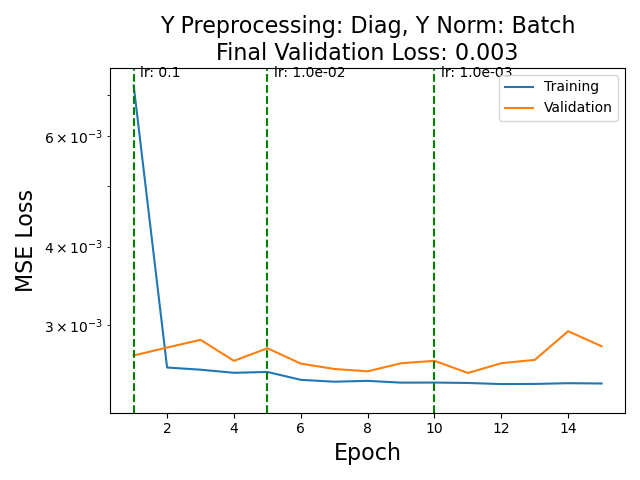 Y Preprocessing: Diag, Y Norm: Batch
Final Validation Loss: 0.003
lr: 0.1
lr: 1.0e-02
lr: 1.0e-03
Training
Validation
6 × 10⁻³
4 × 10⁻³
3 × 10⁻³
MSE Loss
2 4 6 8 10 12 14
Epoch